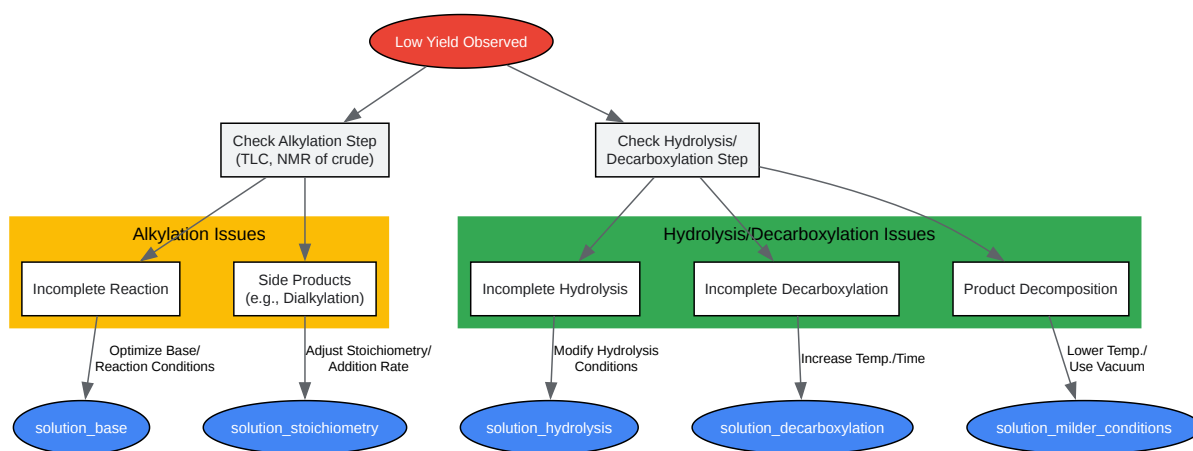 Low Yield Observed
Check Alkylation Step
(TLC, NMR of crude)
Check Hydrolysis/
Decarboxylation Step
Alkylation Issues
Hydrolysis/Decarboxylation Issues
Incomplete Reaction
Side Products
(e.g., Dialkylation)
Incomplete Hydrolysis
Incomplete Decarboxylation
Product Decomposition
Optimize Base/
Reaction Conditions
Adjust Stoichiometry/
Addition Rate
Modify Hydrolysis
Conditions
Increase Temp./Time
Lower Temp./
Use Vacuum
solution_base
solution_stoichiometry
solution_hydrolysis
solution_decarboxylation
solution_milder_conditions